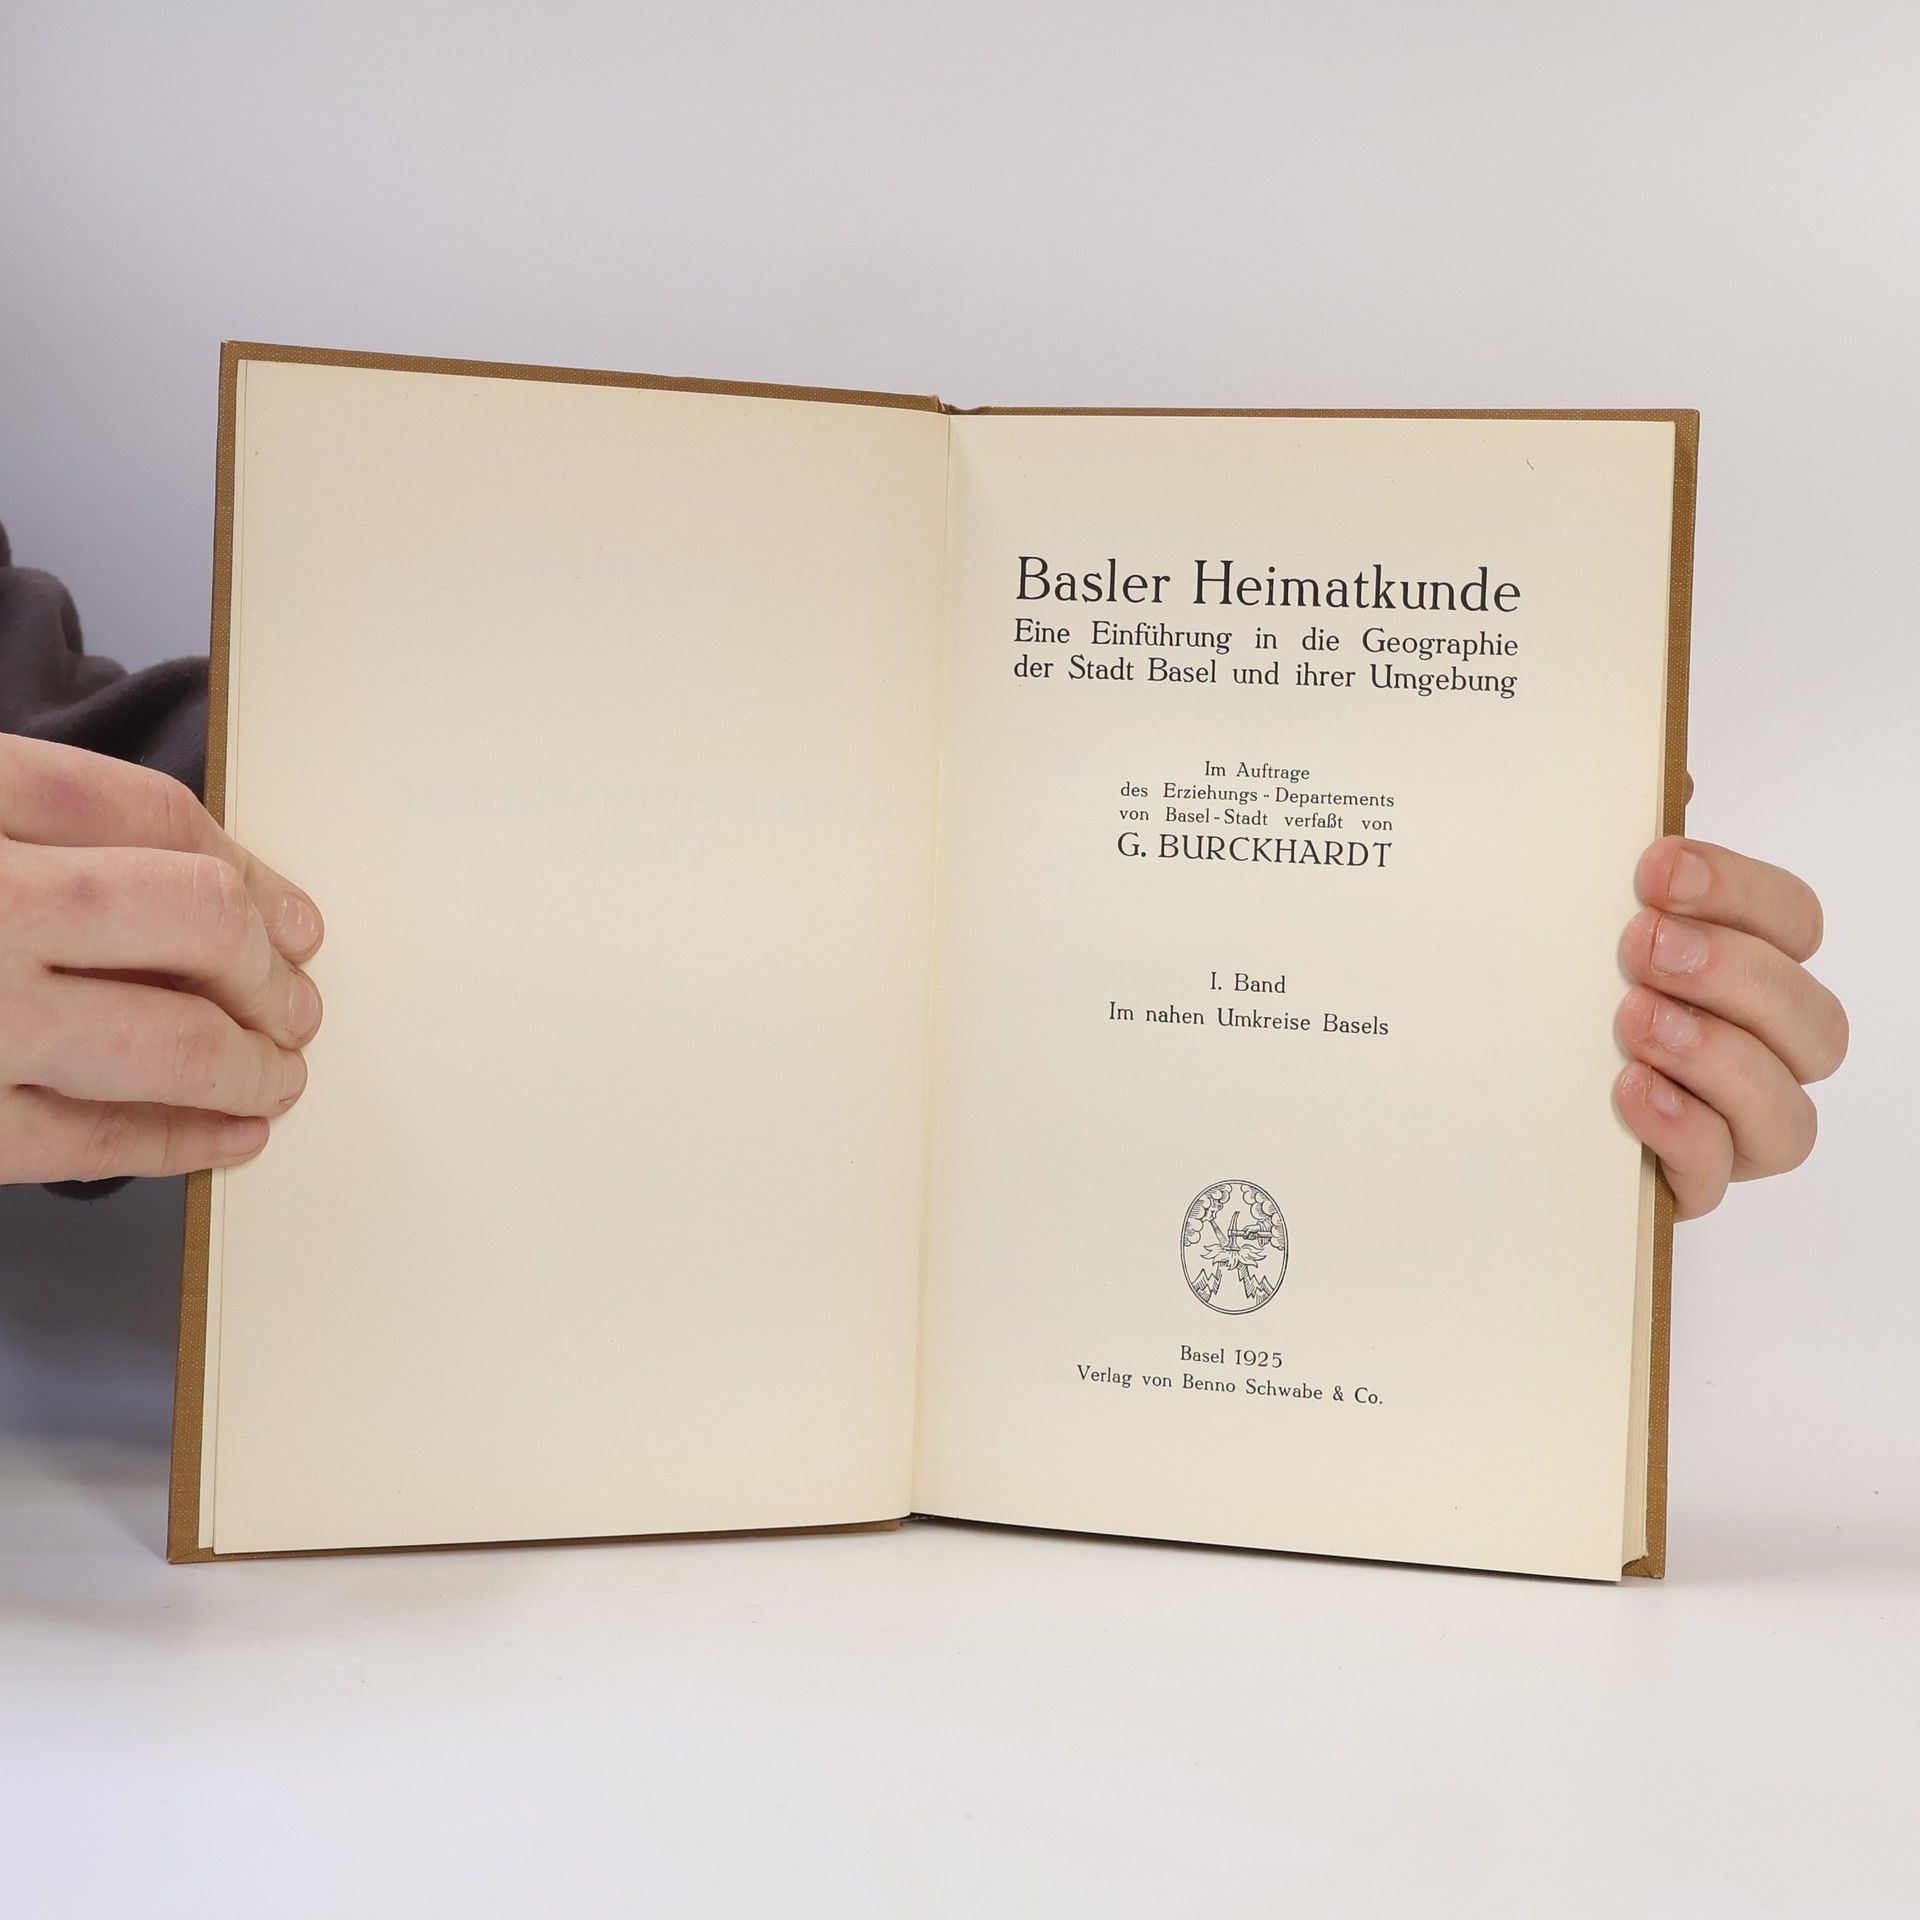 Basler Heimatkunde
Eine Einführung in die Geographie
der Stadt Basel und ihrer Umgebung
Im Auftrage
des Erziehungs-Departements
von Basel-Stadt verfaßt von
G. BURCKHARDT
I. Band
Im nahen Umkreise Basels
Basel 1925
Verlag von Benno Schwabe & Co.